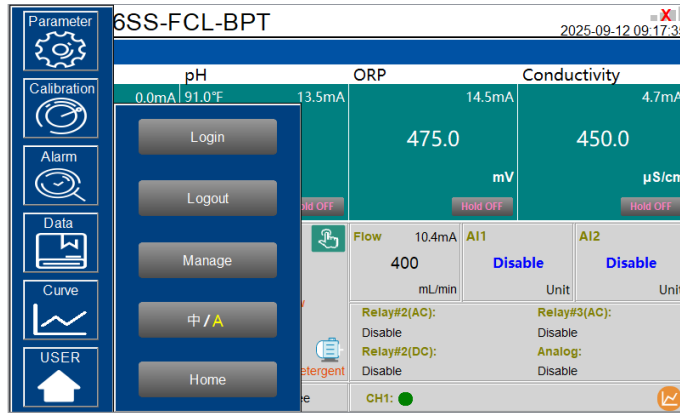 Parameter
6SS-FCL-BPT
2025-09-12 09:17:3
pH
ORP
Conductivity
Calibration
0.0mA
91.0°F
13.5mA
14.5mA
4.7mA
Login
475.0
450.0
Alarm
mV
µS/cm
Logout
Hold OFF
Hold OFF
Hold OFF
Data
Flow
10.4mA
AI1
AI2
Manage
400
Disable
Disable
mL/min
Unit
Unit
Curve
中/A
Relay#2(AC):
Relay#3(AC):
Disable
Disable
USER
Relay#2(DC):
Analog:
Home
Detergent
Disable
Disable
CH1: